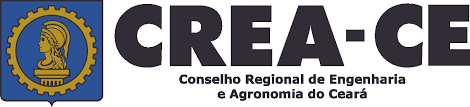 CREA-CE
Conselho Regional de Engenharia
e Agronomia do Ceará